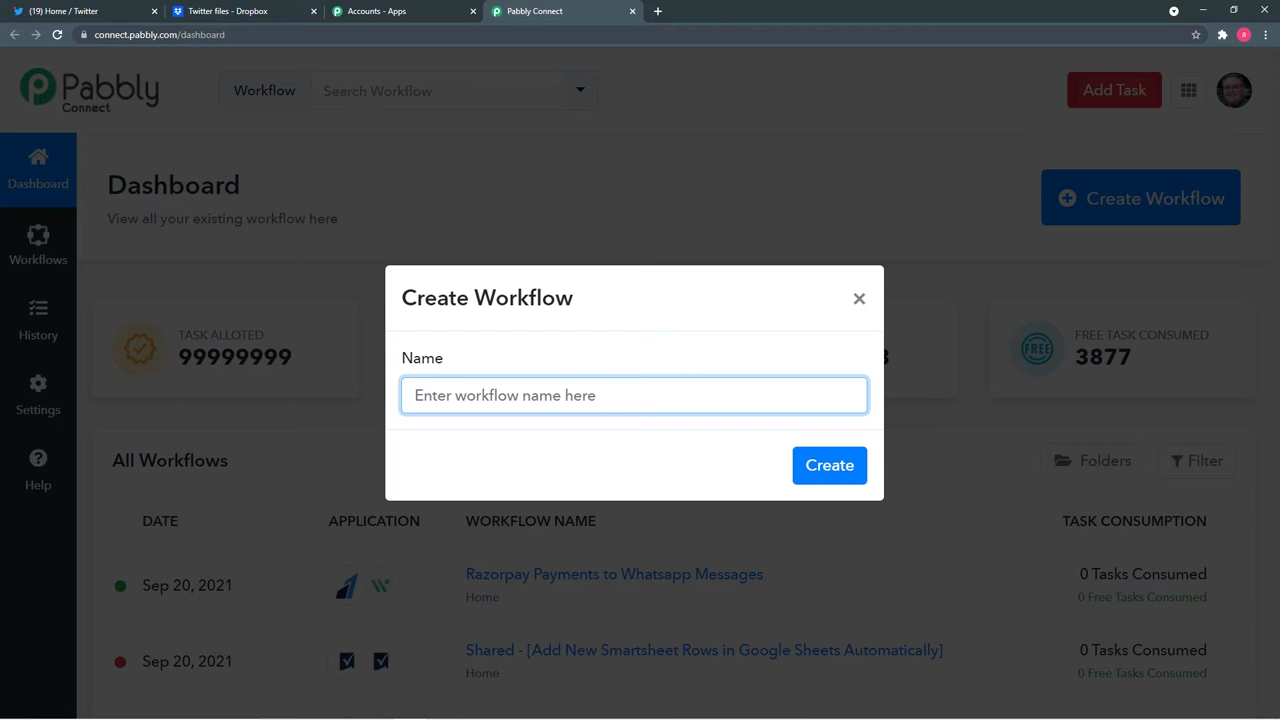 (19) Home / Twitter
Twitter files - Dropbox
Accounts - Apps
Pabbly Connect
connect.pabbly.com/dashboard
a
Pabbly
Connect
Workflow
Search Workflow
Add Task
Dashboard
Workflows
History
Settings
Help
Dashboard
View all your existing workflow here
Create Workflow
TASK ALLOTED
99999999
FREE
FREE TASK CONSUMED
3877
Create Workflow
×
Name
Enter workflow name here
Create
All Workflows
Folders
Filter
DATE
APPLICATION
WORKFLOW NAME
TASK CONSUMPTION
Sep 20, 2021
Razorpay Payments to Whatsapp Messages
Home
0 Tasks Consumed
0 Free Tasks Consumed
Sep 20, 2021
Shared - [Add New Smartsheet Rows in Google Sheets Automatically]
Home
0 Tasks Consumed
0 Free Tasks Consumed